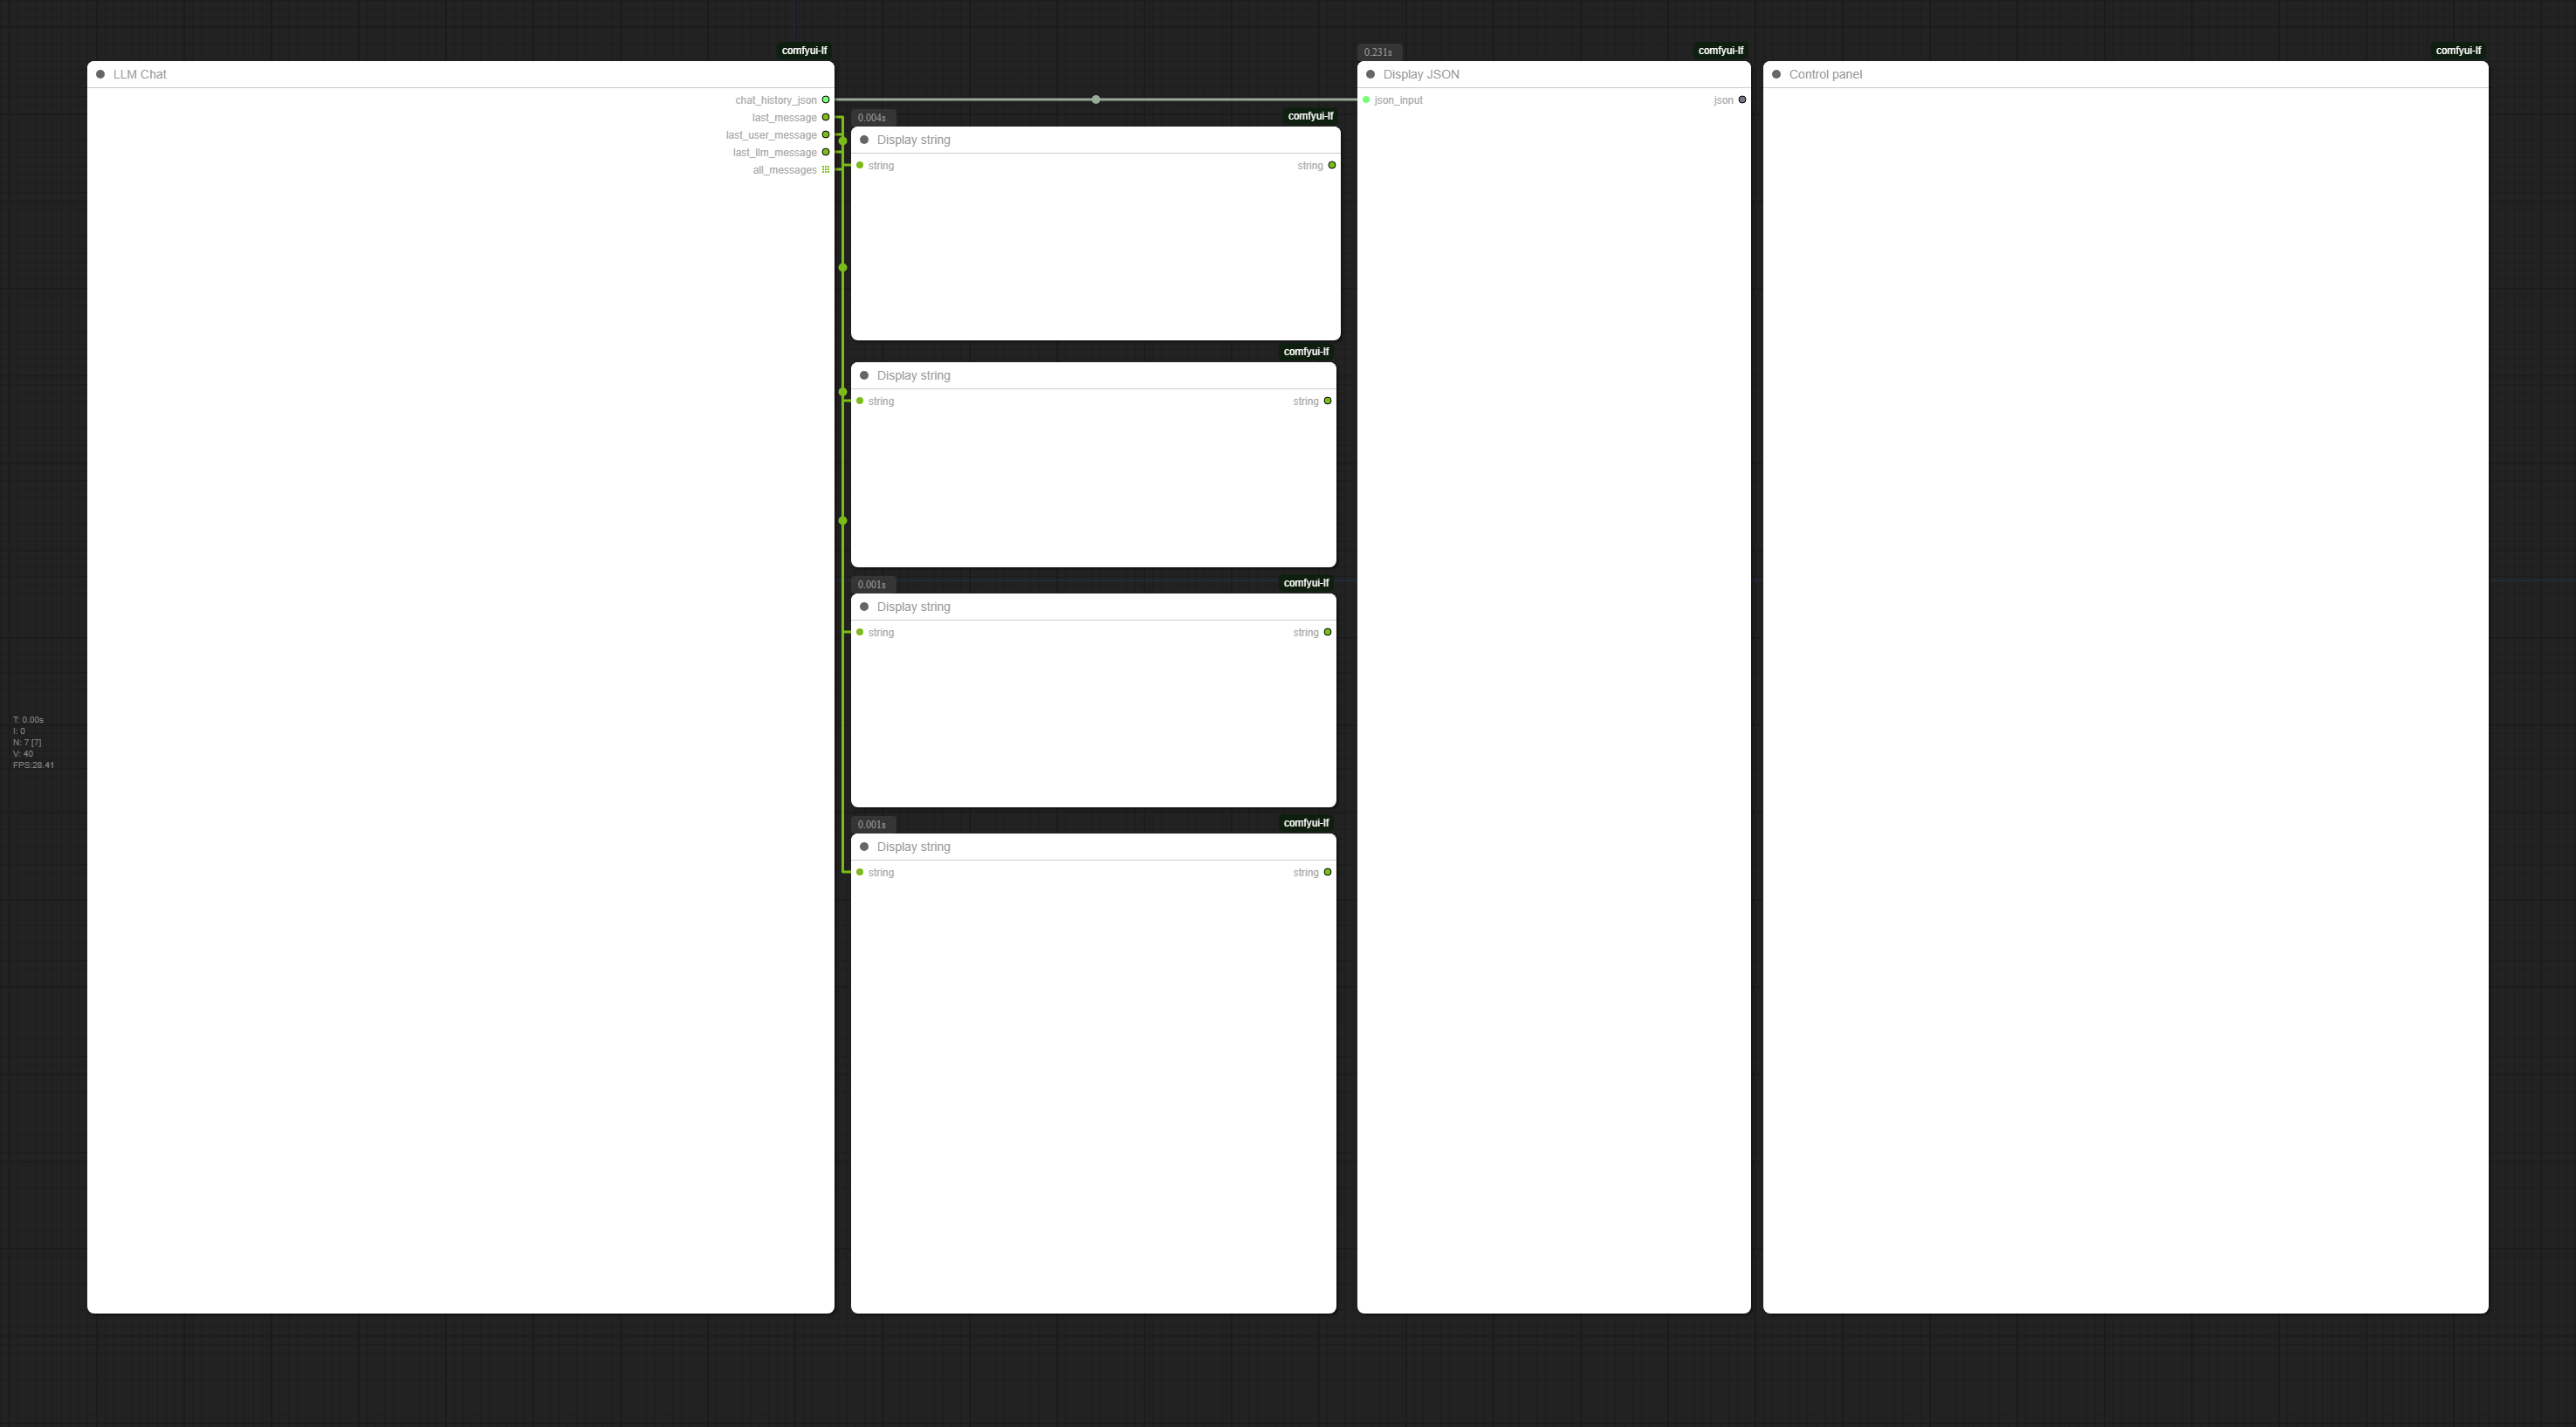 comfyui-lf
LLM Chat
chat_history_json
last_message
last_user_message
last_llm_message
all_messages
0.004s
comfyui-lf
Display string
string
string
comfyui-lf
Display string
string
string
0.001s
comfyui-lf
Display string
string
string
0.001s
comfyui-lf
Display string
string
string
0.231s
comfyui-lf
Display JSON
json_input
json
comfyui-lf
Control panel
T: 0.00s
I: 0
N: 7 [7]
V: 40
FPS:28.41